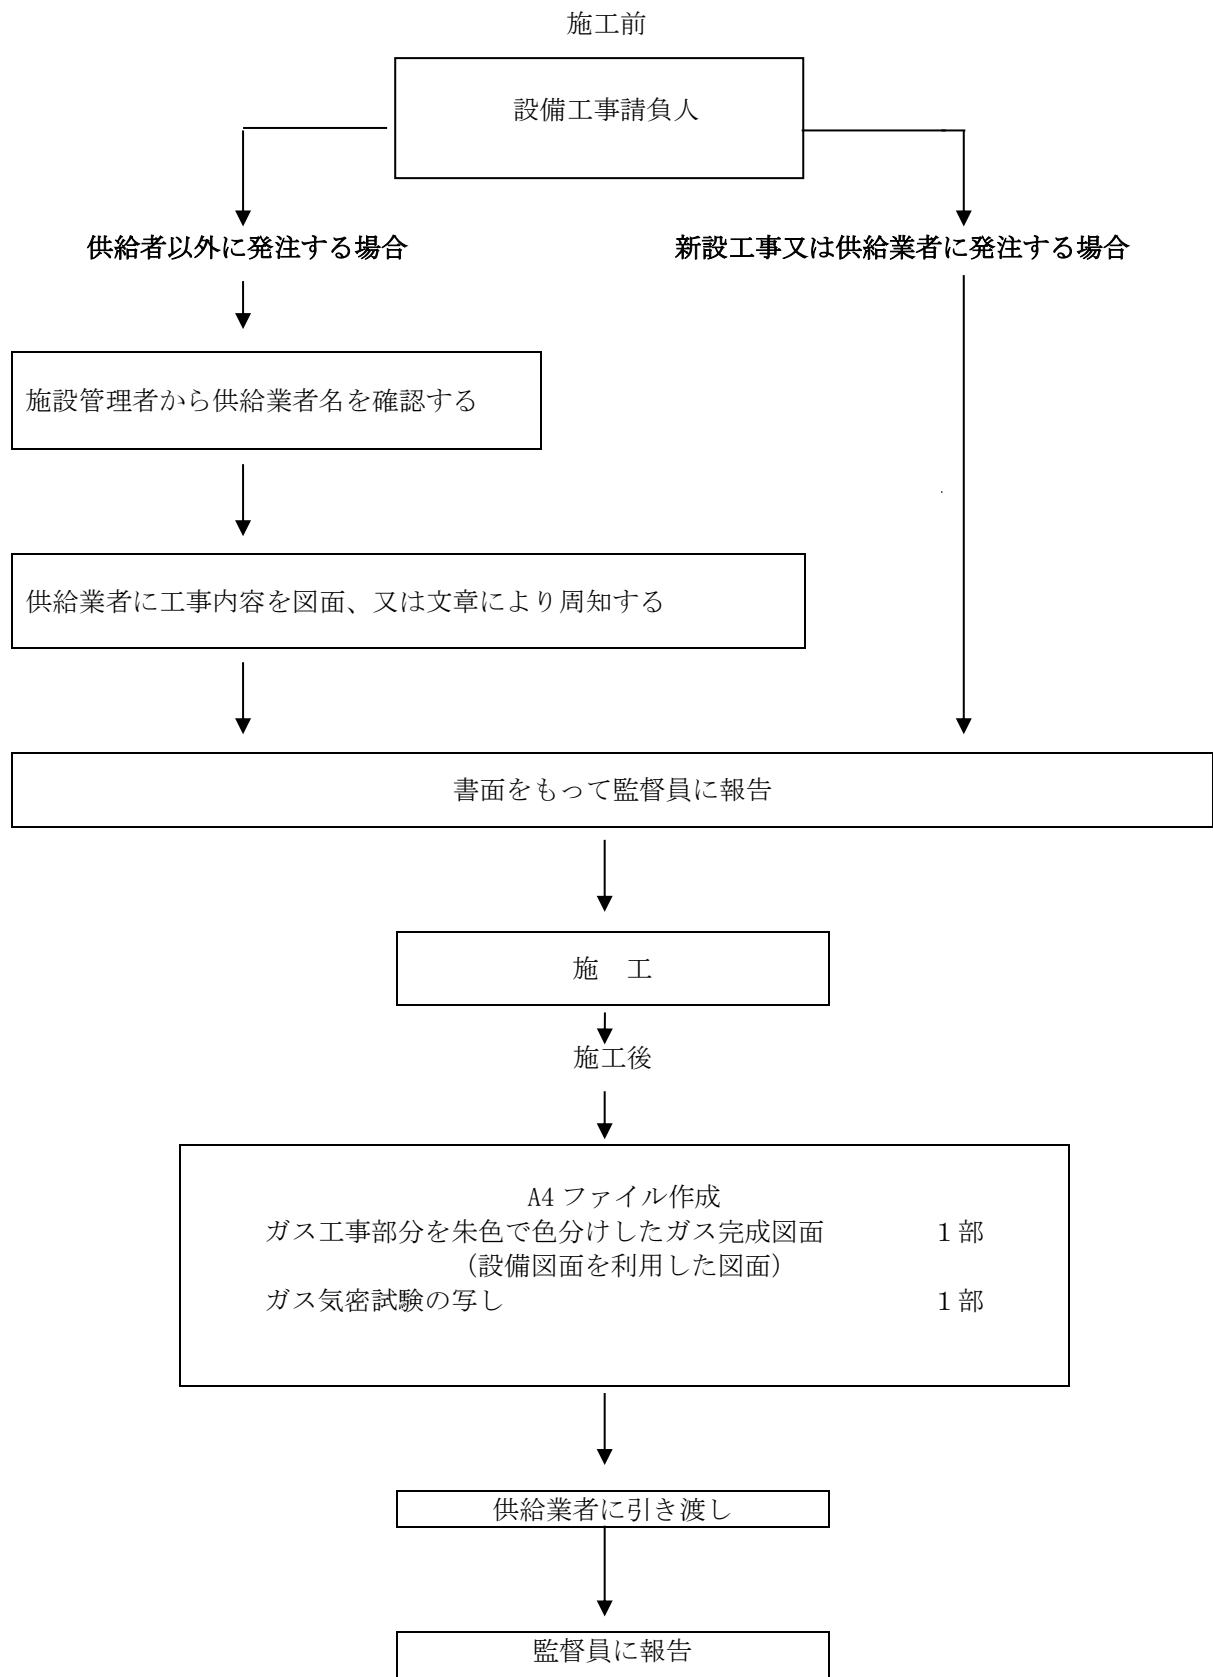 施工前
設備工事請負人
供給者以外に発注する場合
新設工事又は供給業者に発注する場合
施設管理者から供給業者名を確認する
供給業者に工事内容を図面、又は文章により周知する
書面をもって監督員に報告
施　工
施工後
A4 ファイル作成
ガス工事部分を朱色で色分けしたガス完成図面　　　　１部
（設備図面を利用した図面）
ガス気密試験の写し　　　　１部
供給業者に引き渡し
監督員に報告